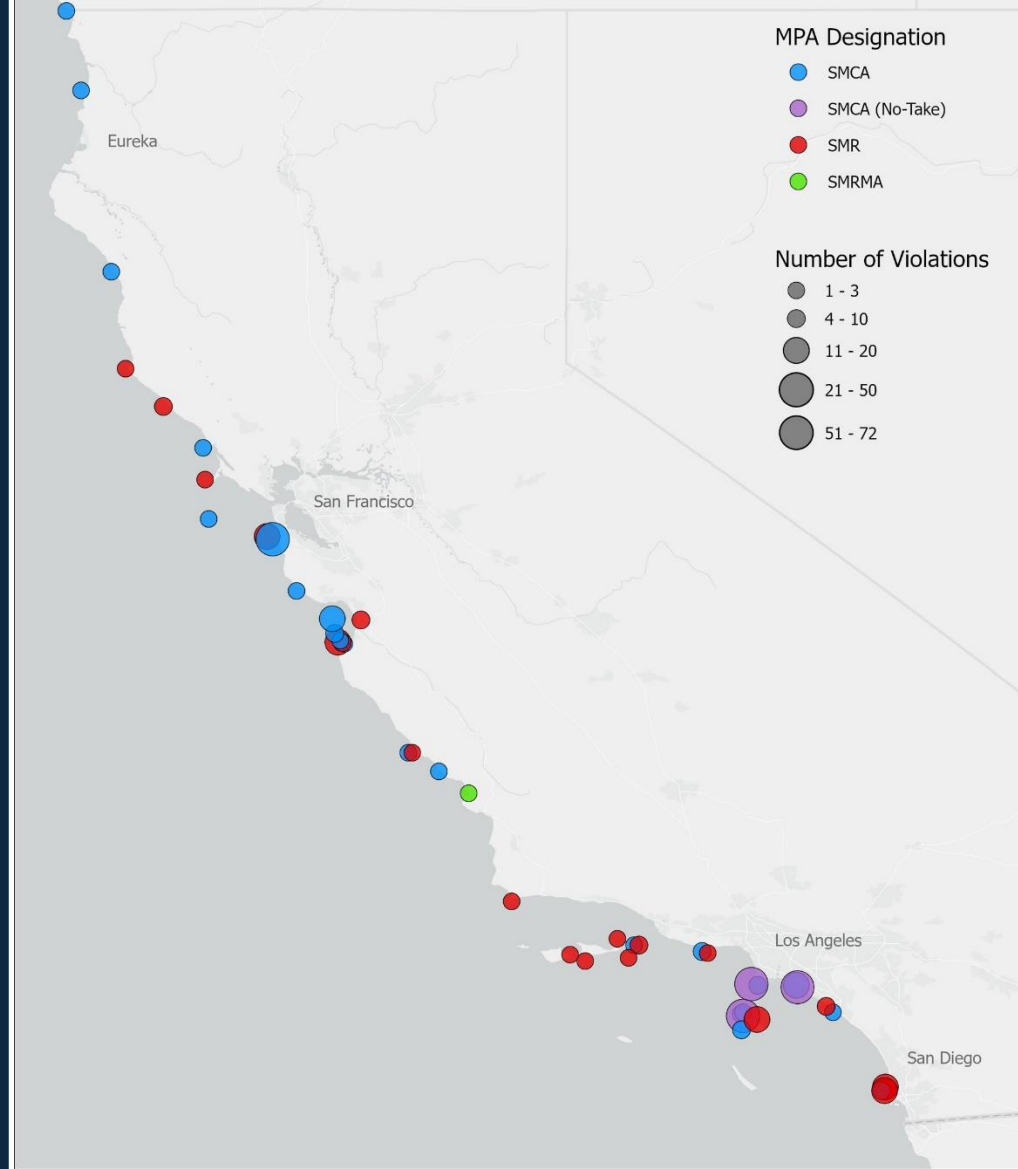 MPA Designation
SMCA
SMCA (No-Take)
SMR
SMRMA
Number of Violations
1 - 3
4 - 10
11 - 20
21 - 50
51 - 72
Eureka
San Francisco
Los Angeles
San Diego